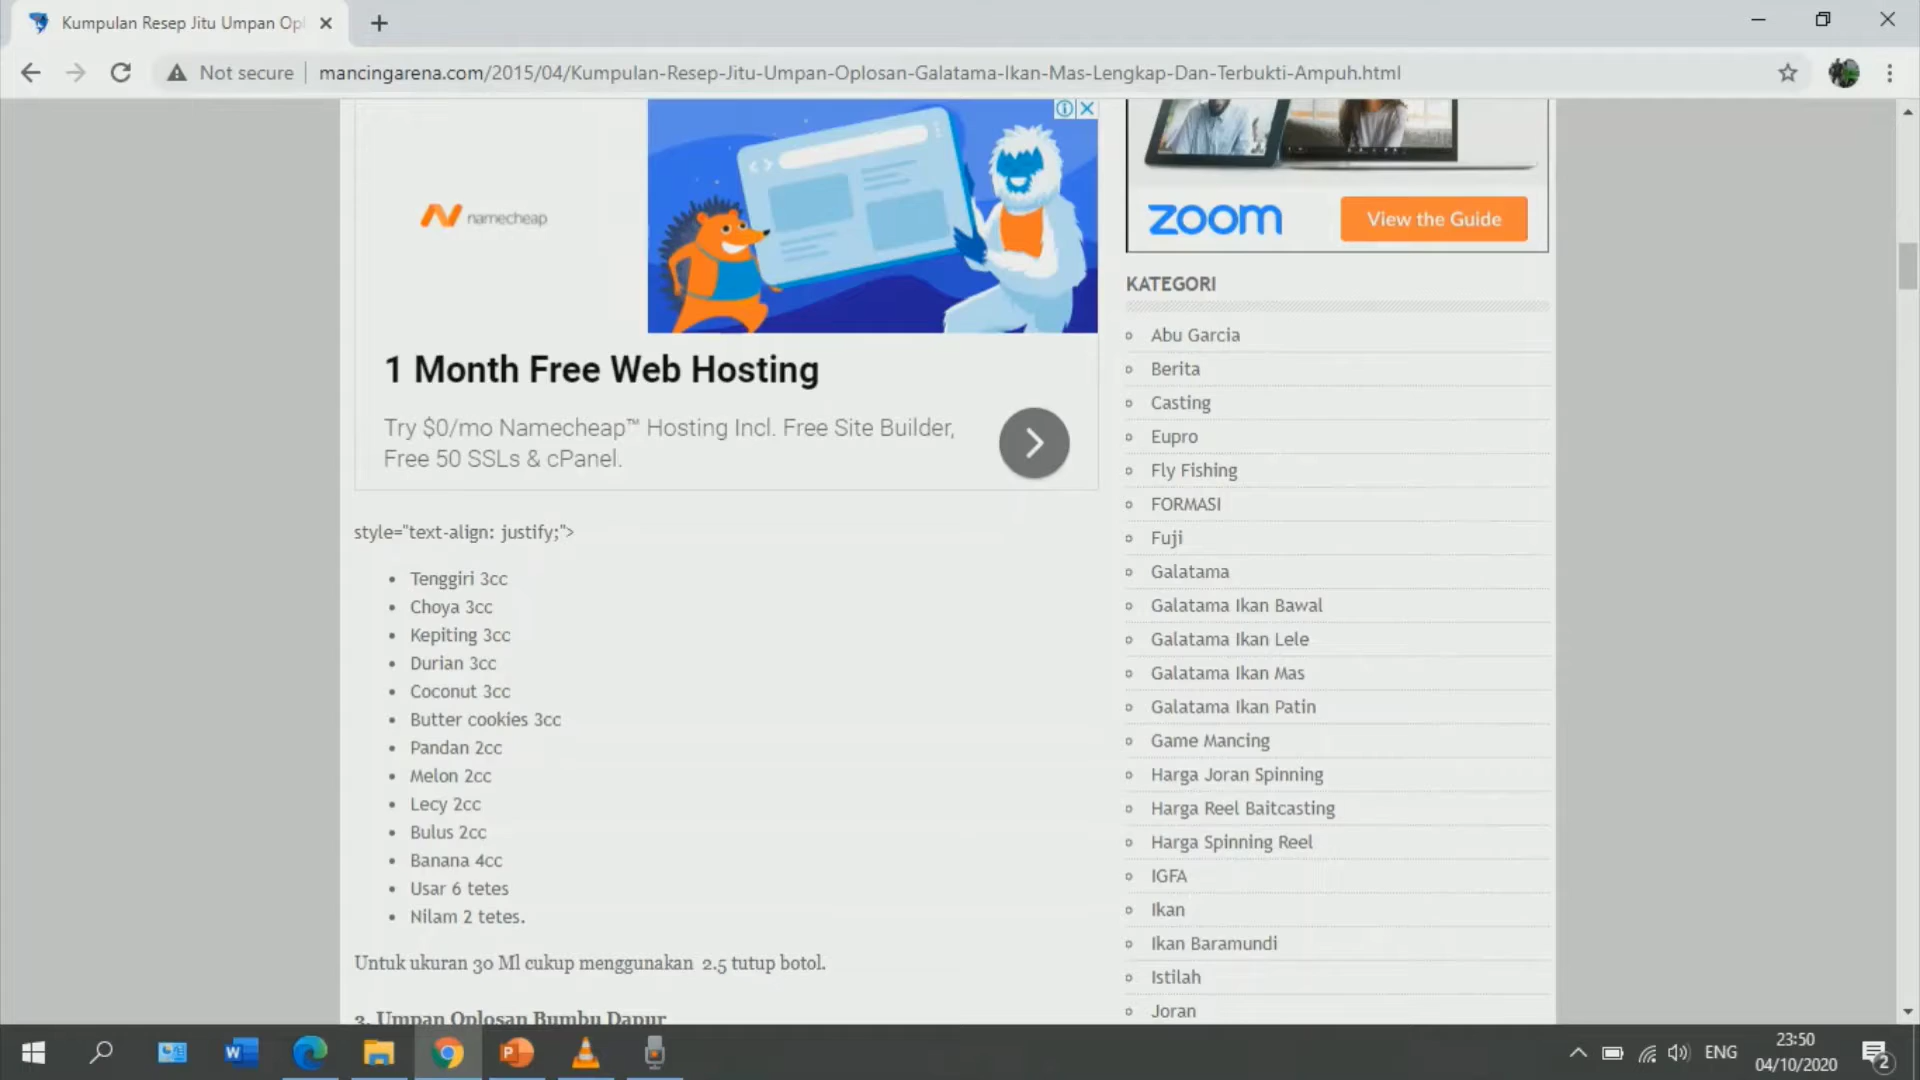 Kumpulan Resep Jitu Umpan Opl
Not secure
mancingarena.com/2015/04/Kumpulan-Resep-Jitu-Umpan-Oplosan-Galatama-Ikan-Mas-Lengkap-Dan-Terbukti-Ampuh.html
namecheap
1 Month Free Web Hosting
Try $0/mo Namecheap™ Hosting Incl. Free Site Builder,
Free 50 SSLs & cPanel.
style="text-align: justify;">
Tenggiri 3cc
Choya 3cc
Kepiting 3cc
Durian 3cc
Coconut 3cc
Butter cookies 3cc
Pandan 2cc
Melon 2cc
Lecy 2cc
Bulus 2cc
Banana 4cc
Usar 6 tetes
Nilam 2 tetes.
Untuk ukuran 30 Ml cukup menggunakan 2.5 tutup botol.
3. Umpan Oplosan Bumbu Dapur
zoom
View the Guide
KATEGORI
Abu Garcia
Berita
Casting
Eupro
Fly Fishing
FORMASI
Fuji
Galatama
Galatama Ikan Bawal
Galatama Ikan Lele
Galatama Ikan Mas
Galatama Ikan Patin
Game Mancing
Harga Joran Spinning
Harga Reel Baitcasting
Harga Spinning Reel
IGFA
Ikan
Ikan Baramundi
Istilah
Joran
ENG
23:50
04/10/2020
2